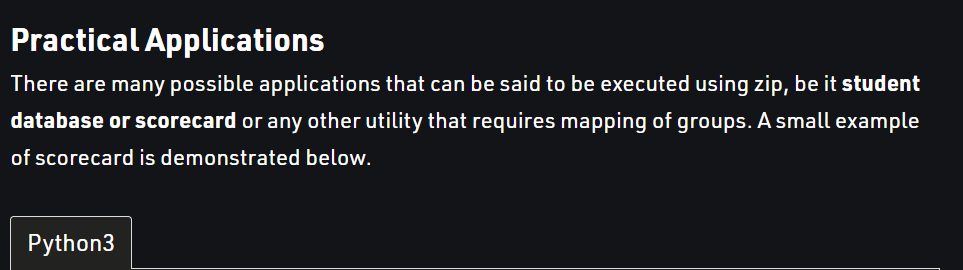 Practical Applications
There are many possible applications that can be said to be executed using zip, be it student
database or scorecard or any other utility that requires mapping of groups. A small example
of scorecard is demonstrated below.
Python3